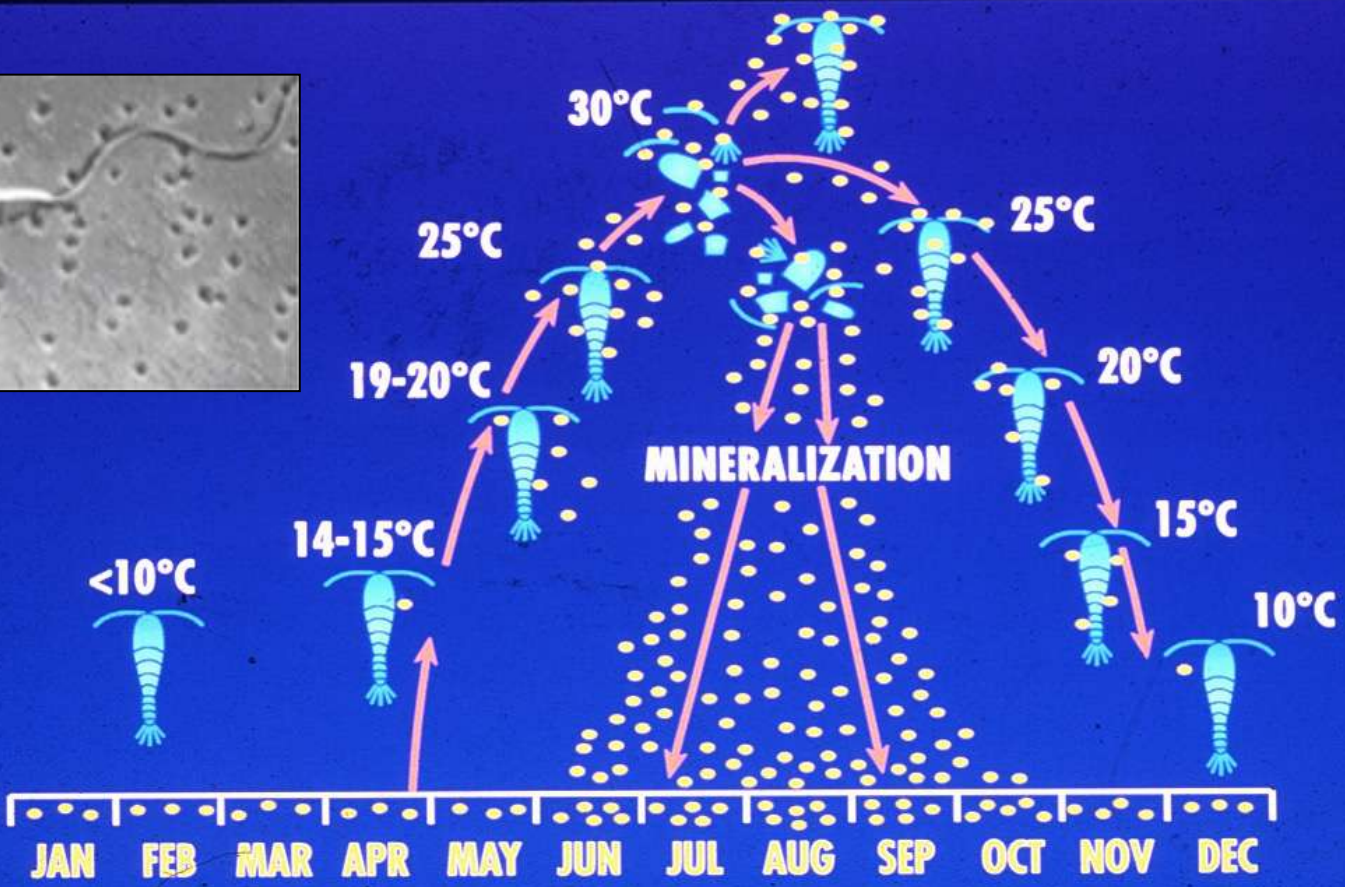 30°C
25°C
25°C
19-20°C
20°C
MINERALIZATION
14-15°C
15°C
<10°C
10°C
JAN FEB MAR APR MAY JUN JUL AUG SEP OCT NOV DEC